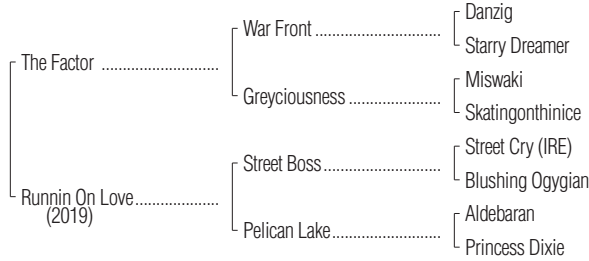 Danzig
War Front
Starry Dreamer
The Factor
Miswaki
Greyciousness
Skatingonthinice
Street Cry (IRE)
Street Boss
Blushing Ogygian
Runnin On Love
(2019)
Aldebaran
Pelican Lake
Princess Dixie